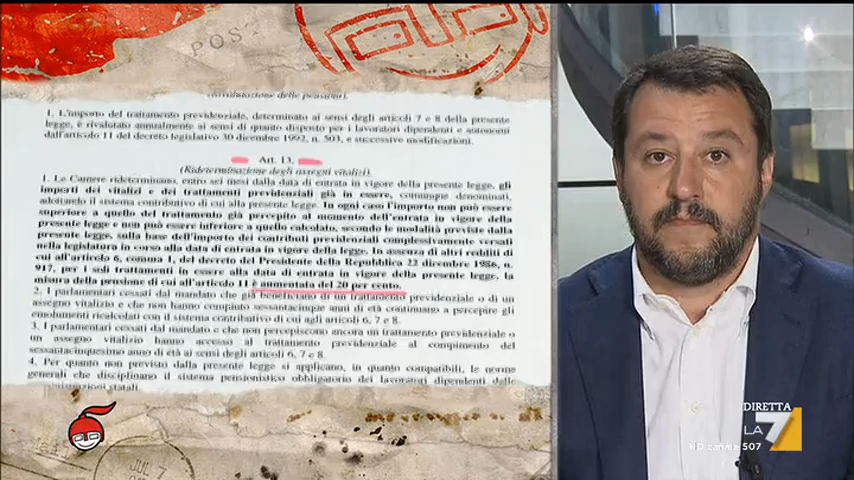 POST
(Rivalutazione delle pensioni).
1. L'importo del trattamento previdenziale, determinato ai sensi degli articoli 7 e 8 della presente
legge, è rivalutato annualmente ai sensi di quanto disposto per i lavoratori dipendenti e autonomi
dall'articolo 11 del decreto legislativo 30 dicembre 1992, n. 503, e successive modificazioni.
Art. 13.
(Rideterminazione degli assegni vitalizi).
1. Le Camere rideterminano, entro sei mesi dalla data di entrata in vigore della presente legge, gli
importi dei vitalizi e dei trattamenti previdenziali già in essere, comunque denominati,
adottando il sistema contributivo di cui alla presente legge. In ogni caso l'importo non può essere
superiore a quello del trattamento già percepito al momento dell'entrata in vigore della
presente legge e non può essere inferiore a quello calcolato, secondo le modalità previste dalla
presente legge, sulla base dell'importo dei contributi previdenziali complessivamente versati
nella legislatura in corso alla data di entrata in vigore della legge. In assenza di altri redditi di
cui all'articolo 6, comma 1, del decreto del Presidente della Repubblica 22 dicembre 1986, n.
917, per i soli trattamenti in essere alla data di entrata in vigore della presente legge, la
misura della pensione di cui all'articolo 11 è aumentata del 20 per cento.
2. I parlamentari cessati dal mandato che già beneficiano di un trattamento previdenziale o di un
assegno vitalizio e che non hanno compiuto sessantacinque anni di età continuano a percepire gli
emolumenti ricalcolati con il sistema contributivo di cui agli articoli 6, 7 e 8.
3. I parlamentari cessati dal mandato e che non percepiscono ancora un trattamento previdenziale o
un assegno vitalizio hanno accesso al trattamento previdenziale al compimento del
sessantacinquesimo anno di età ai sensi degli articoli 6, 7 e 8.
4. Per quanto non previsto dalla presente legge si applicano, in quanto compatibili, le norme
generali che disciplinano il sistema pensionistico obbligatorio dei lavoratori dipendenti delle
amministrazioni statali.
JUL 7
DIRETTA
LA 7
HD canale 507